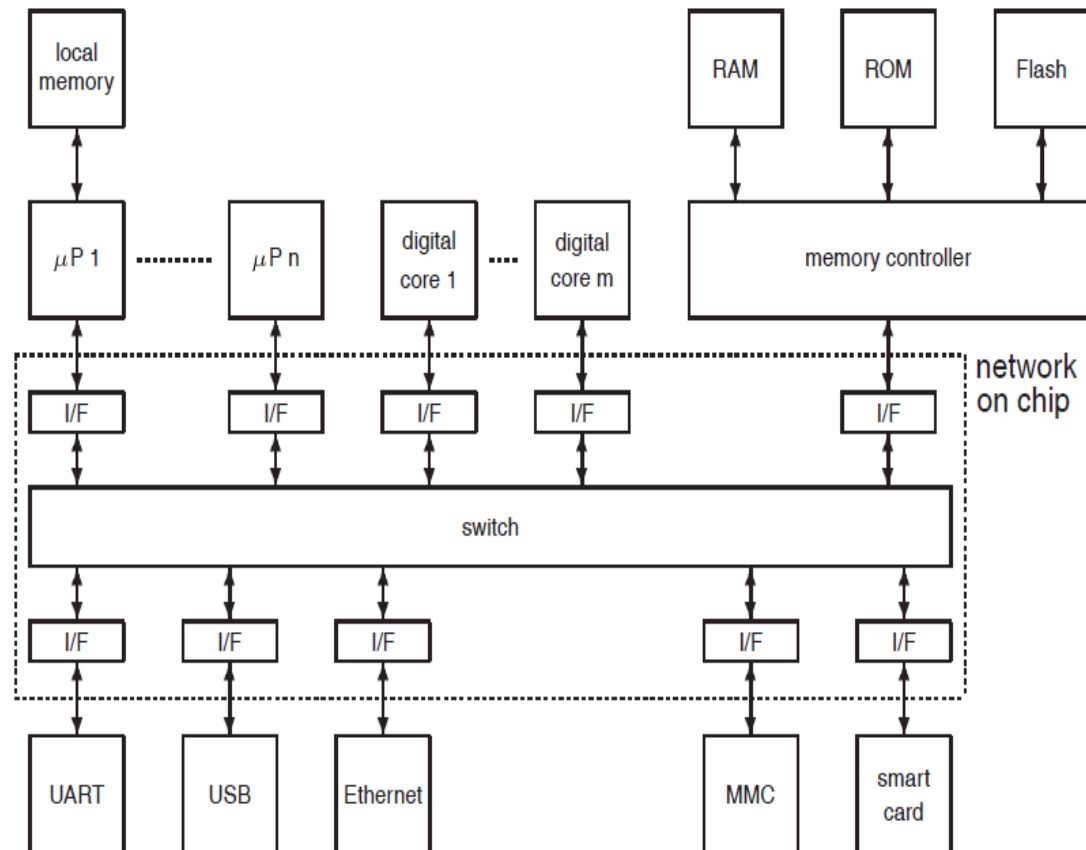 local
memory
RAM
ROM
Flash
μP 1
μP n
digital
core 1
digital
core m
memory controller
network
on chip
I/F
I/F
I/F
I/F
I/F
switch
I/F
I/F
I/F
I/F
I/F
UART
USB
Ethernet
MMC
smart
card